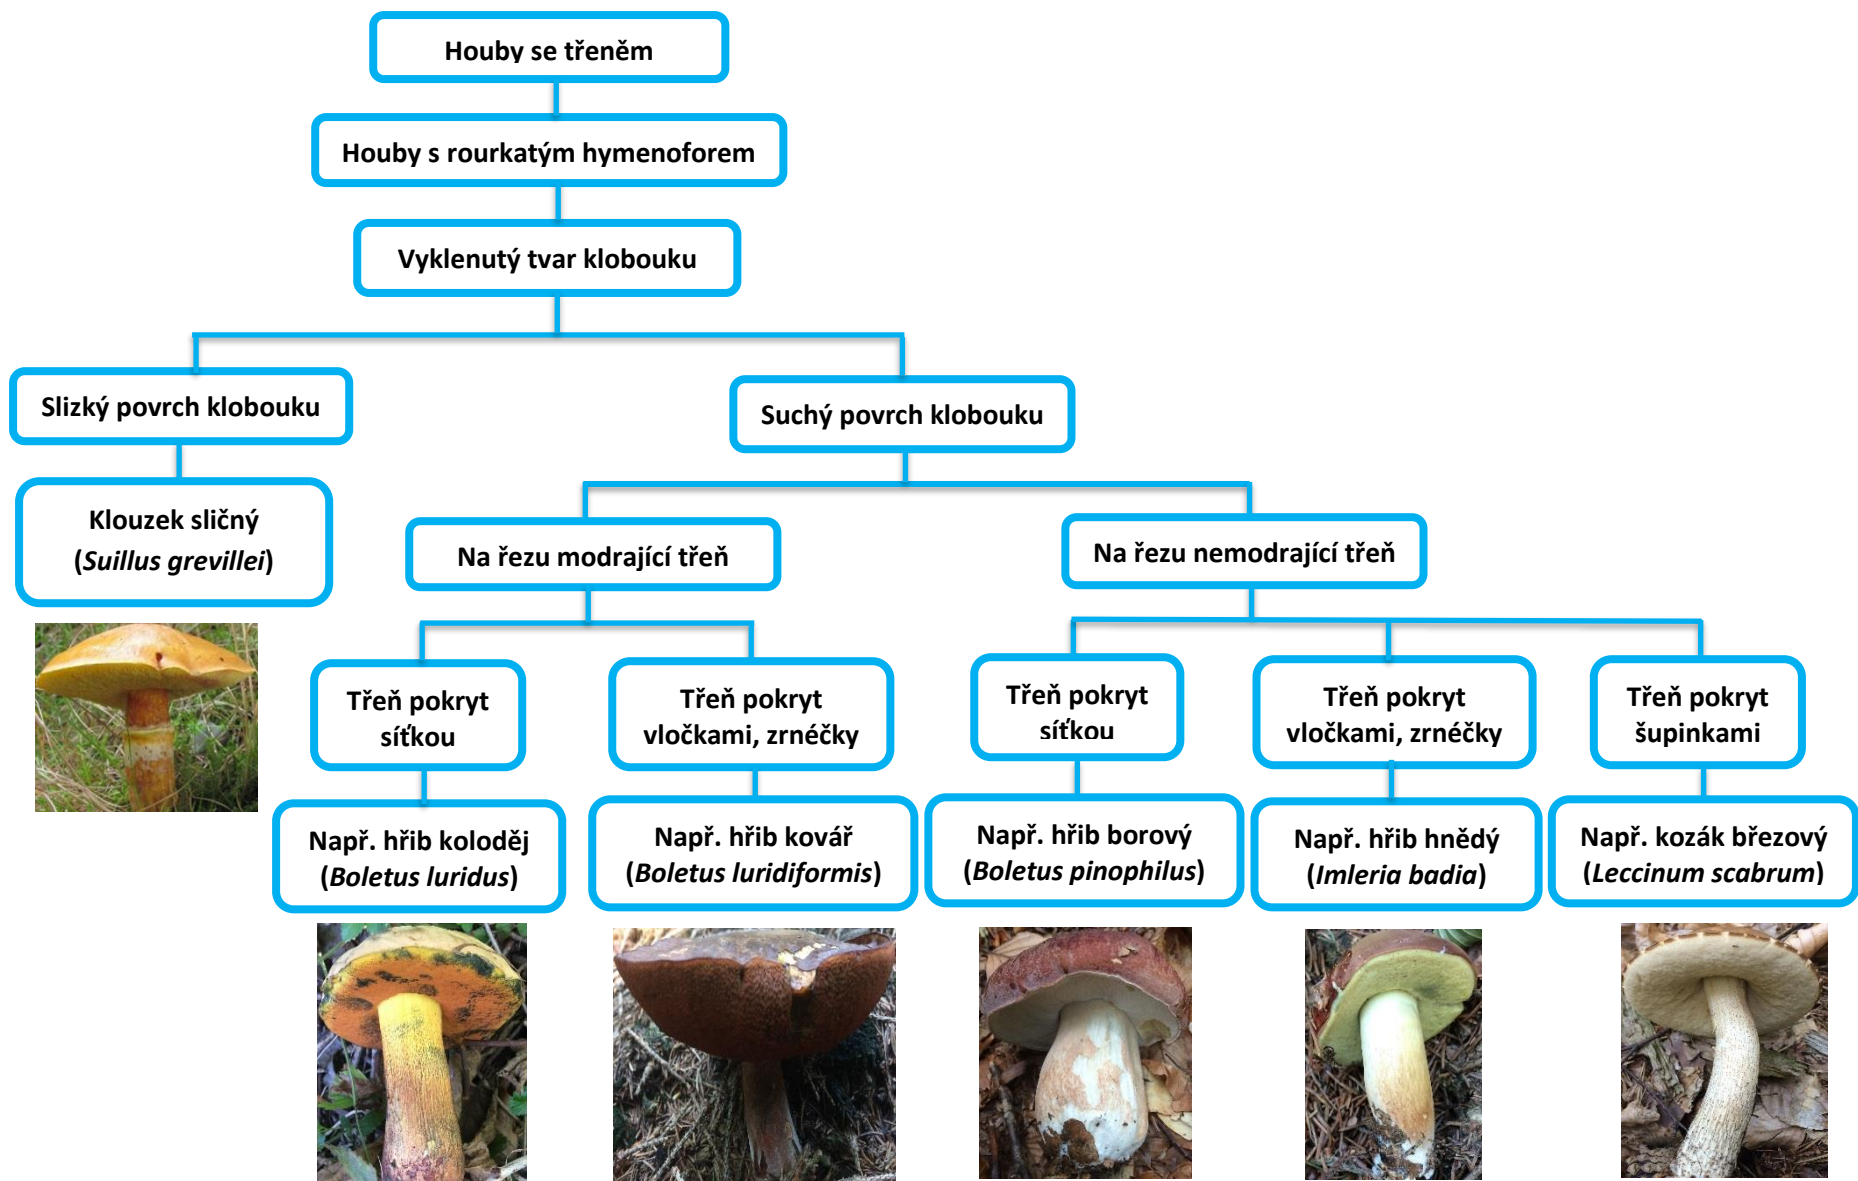 Houby se třeněm
Houby s rourkatým hymenoforem
Vyklenutý tvar klobouku
Slizký povrch klobouku
Suchý povrch klobouku
Klouzek sličný
(Suillus grevillei)
Na řezu modrající třeň
Na řezu nemodrající třeň
Třeň pokryt
síťkou
Třeň pokryt
vločkami, zrnéčky
Třeň pokryt
síťkou
Třeň pokryt
vločkami, zrnéčky
Třeň pokryt
šupinkami
Např. hřib koloděj
(Boletus luridus)
Např. hřib kovář
(Boletus luridiformis)
Např. hřib borový
(Boletus pinophilus)
Např. hřib hnědý
(Imleria badia)
Např. kozák březový
(Leccinum scabrum)